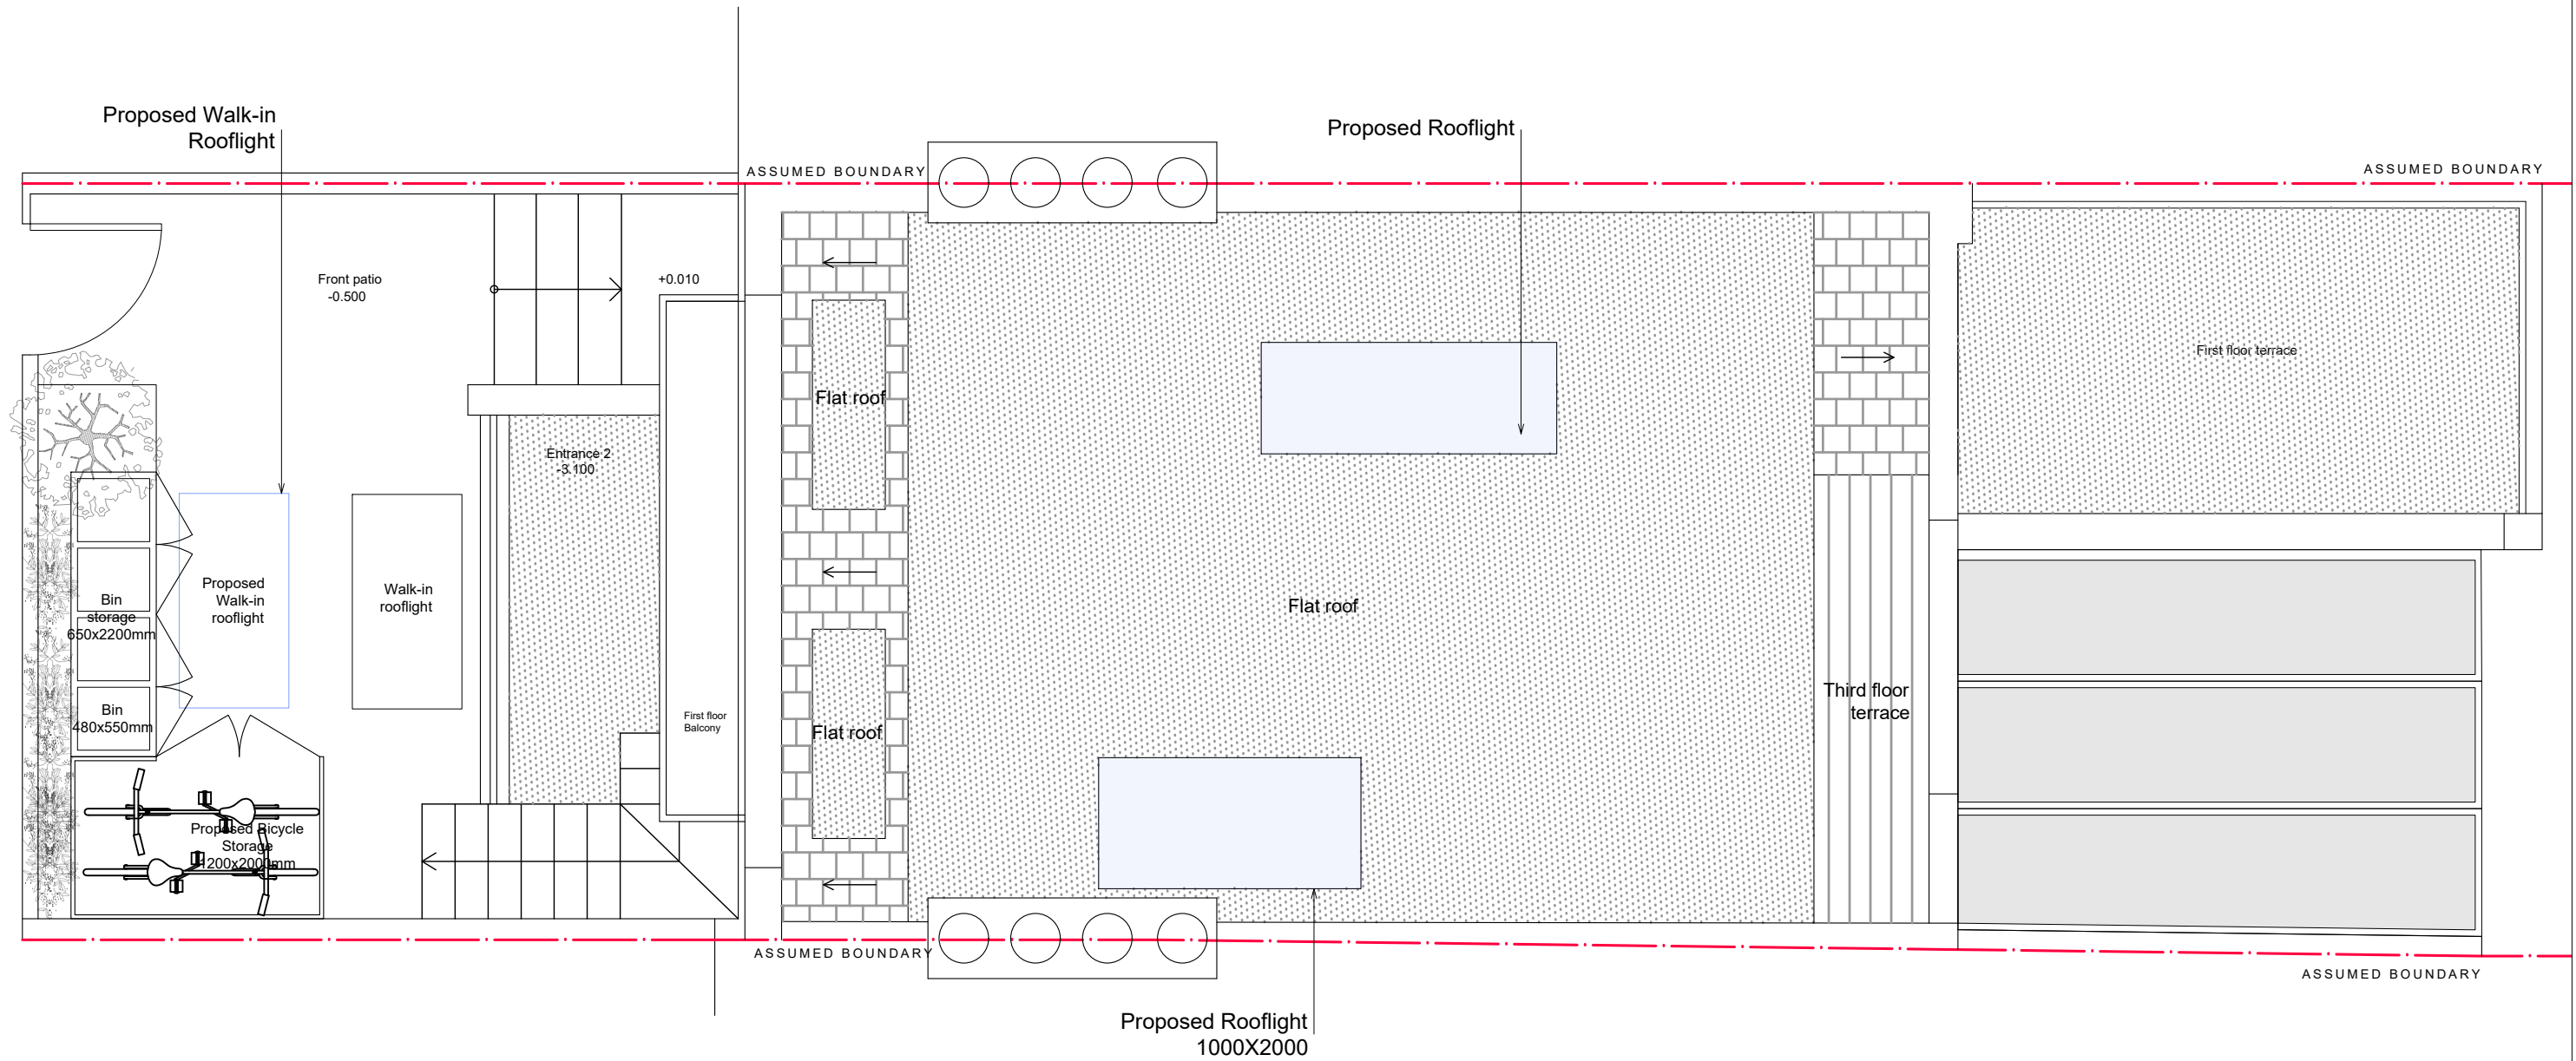 Proposed Walk-in
Rooflight
Proposed Rooflight
ASSUMED BOUNDARY
ASSUMED BOUNDARY
Front patio
-0.500
+0.010
First floor terrace
Flat roof
Entrance 2
-3.100
Proposed
Walk-in
rooflight
Walk-in
rooflight
Bin
storage
650x2200mm
Flat roof
Third floor
terrace
Bin
480x550mm
First floor
Balcony
Flat roof
Proposed Bicycle
Storage
1200x2000mm
ASSUMED BOUNDARY
ASSUMED BOUNDARY
Proposed Rooflight
1000X2000